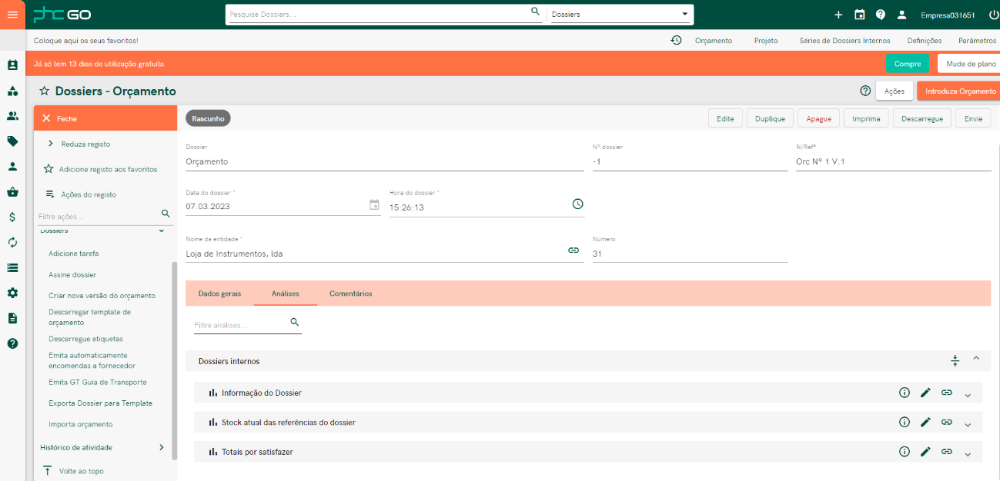 phc GO
Pesquise Dossiers...
Dossiers
Empresa031651
Coloque aqui os seus favoritos!
Orçamento
Projeto
Séries de Dossiers Internos
Definições
Parâmetros
Já só tem 13 dias de utilização gratuita.
Compre
Mude de plano
Dossiers - Orçamento
Ações
Introduza Orçamento
Feche
Reduza registo
Adicione registo aos favoritos
Ações do registo
Filtre ações...
Dossiers
Adicione tarefa
Assine dossier
Criar nova versão do orçamento
Descarregar template de
orçamento
Descarregue etiquetas
Emita automaticamente
encomendas a fornecedor
Emita GT Guia de Transporte
Exporta Dossier para Template
Importa orçamento
Histórico de atividade
Volte ao topo
Rascunho
Edite
Duplique
Apague
Imprima
Descarregue
Envie
Dossier
Orçamento
Nº dossier
-1
N/Ref*
Orc Nº 1 V.1
Data do dossier *
07.03.2023
Hora do dossier *
15:26:13
Nome da entidade *
Loja de Instrumentos, lda
Número
31
Dados gerais
Análises
Comentários
Filtre análises...
Dossiers internos
Informação do Dossier
Stock atual das referências do dossier
Totais por satisfazer